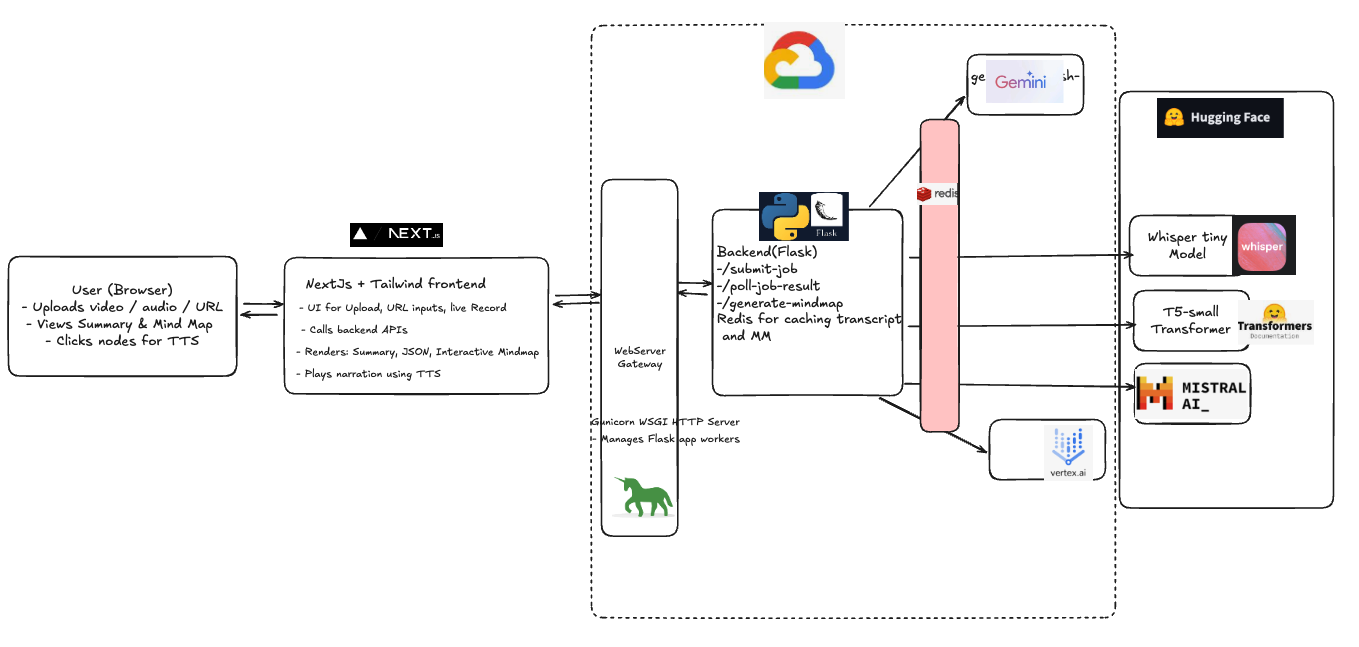 User (Browser)
- Uploads video / audio / URL
- Views Summary & Mind Map
- Clicks nodes for TTS
NEXT.JS
NextJs + Tailwind frontend
- UI for Upload, URL inputs, live Record
- Calls backend APIs
- Renders: Summary, JSON, Interactive Mindmap
- Plays narration using TTS
WebServer
Gateway
Gunicorn WSGI HTTP Server
- Manages Flask app workers
Flask
Backend(Flask)
-/submit-job
-/poll-job-result
-/generate-mindmap
Redis for caching transcript
and MM
redis
Gemini
vertex.ai
Hugging Face
Whisper tiny
Model
whisper
T5-small
Transformer
Transformers
Documentation
MISTRAL
AI_